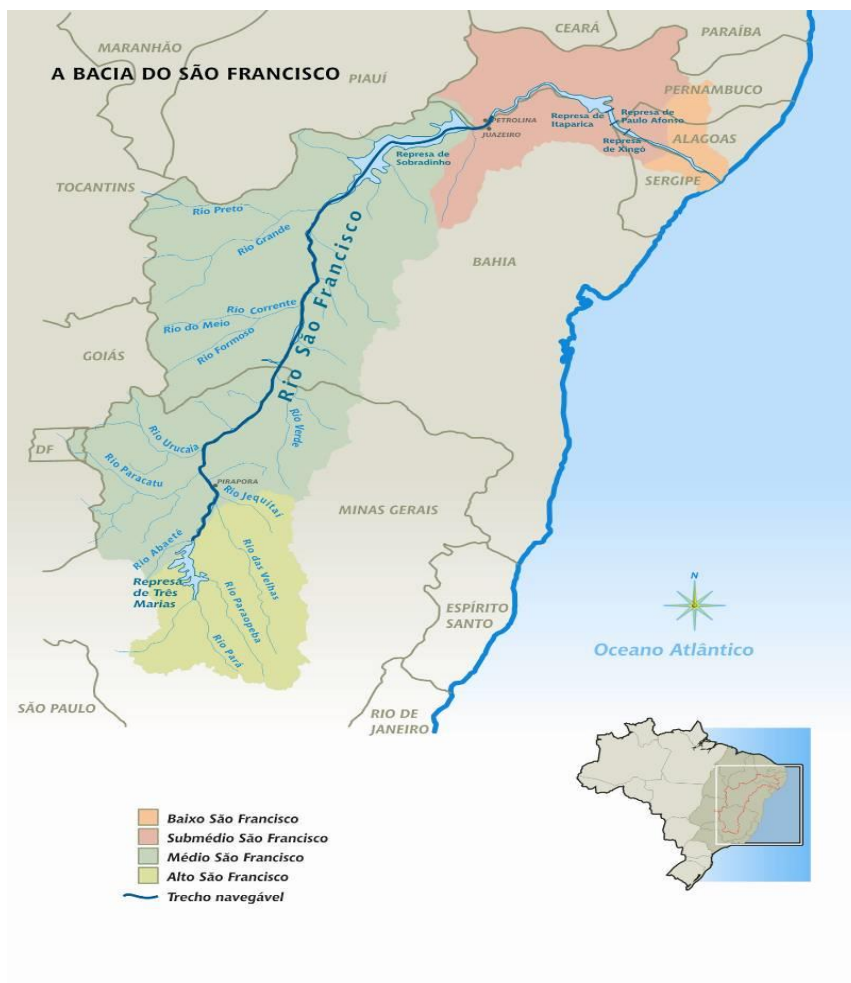 CEARÁ
PARAÍBA
MARANHÃO
A BACIA DO SÃO FRANCISCO
PIAUÍ
PERNAMBUCO
PETROLINA
JUAZEIRO
Represa de
Itaparica
Represa de
Paulo Afonso
ALAGOAS
Represa
de Xingó
Represa de
Sobradinho
SERGIPE
TOCANTINS
Rio Preto
Rio Grande
Rio São Francisco
BAHIA
Rio Corrente
Rio do Meio
Rio Formoso
GOIÁS
Rio Verde
DF
Rio Urucaia
Rio Paracatu
PIRAPORA
Rio Jequitaí
MINAS GERAIS
Rio Abaeté
Rio das Velhas
Represa
de Três
Marias
Rio Paraopeba
Rio Pará
ESPÍRITO
SANTO
N
Oceano Atlântico
SÃO PAULO
RIO DE
JANEIRO
Baixo São Francisco
Submédio São Francisco
Médio São Francisco
Alto São Francisco
Trecho navegável